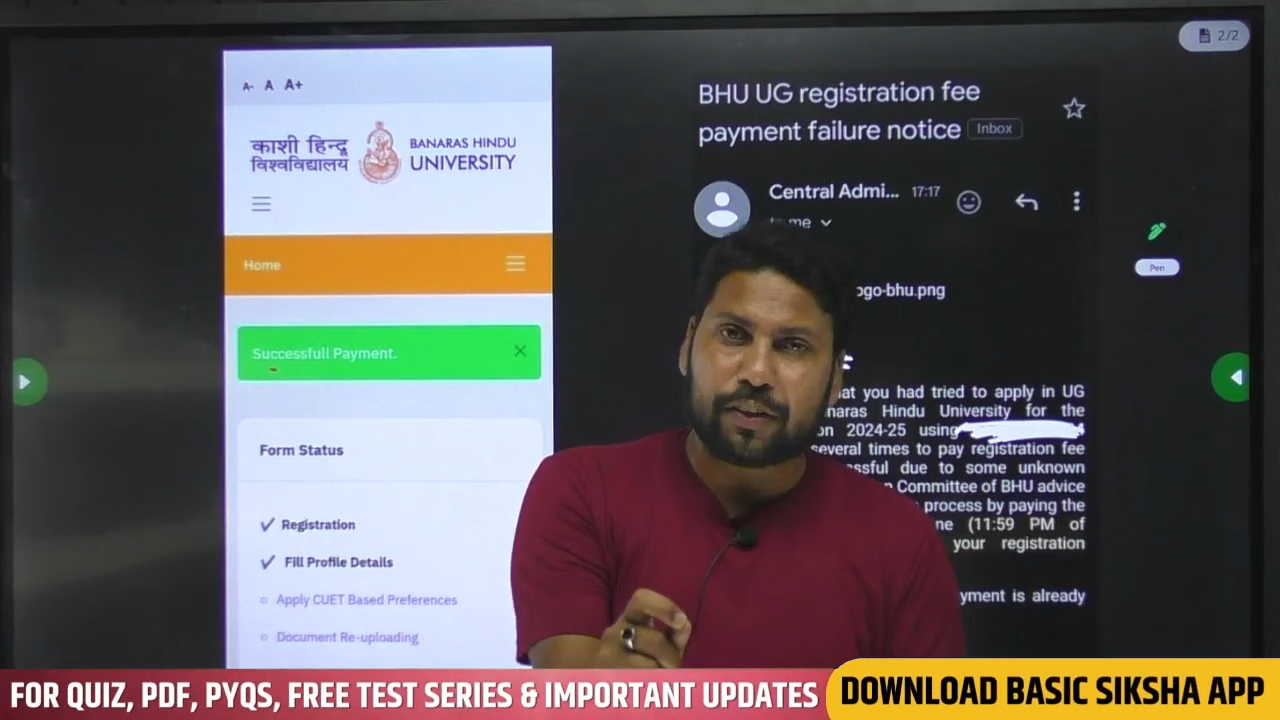 2/2
A- A A+
काशी हिन्दू
विश्वविद्यालय
BANARAS HINDU
UNIVERSITY
Home
Successfull Payment.
Form Status
Registration
Fill Profile Details
Apply CUET Based Preferences
Document Re-uploading
BHU UG registration fee
payment failure notice Inbox
Central Admi... 17:17
me
ogo-bhu.png
at you had tried to apply in UG
naras Hindu University for the
on 2024-25 using
several times to pay registration fee
ssful due to some unknown
n Committee of BHU advice
process by paying the
ne (11:59 PM of
your registration
yment is already
Pen
FOR QUIZ, PDF, PYQS, FREE TEST SERIES & IMPORTANT UPDATES
DOWNLOAD BASIC SIKSHA APP